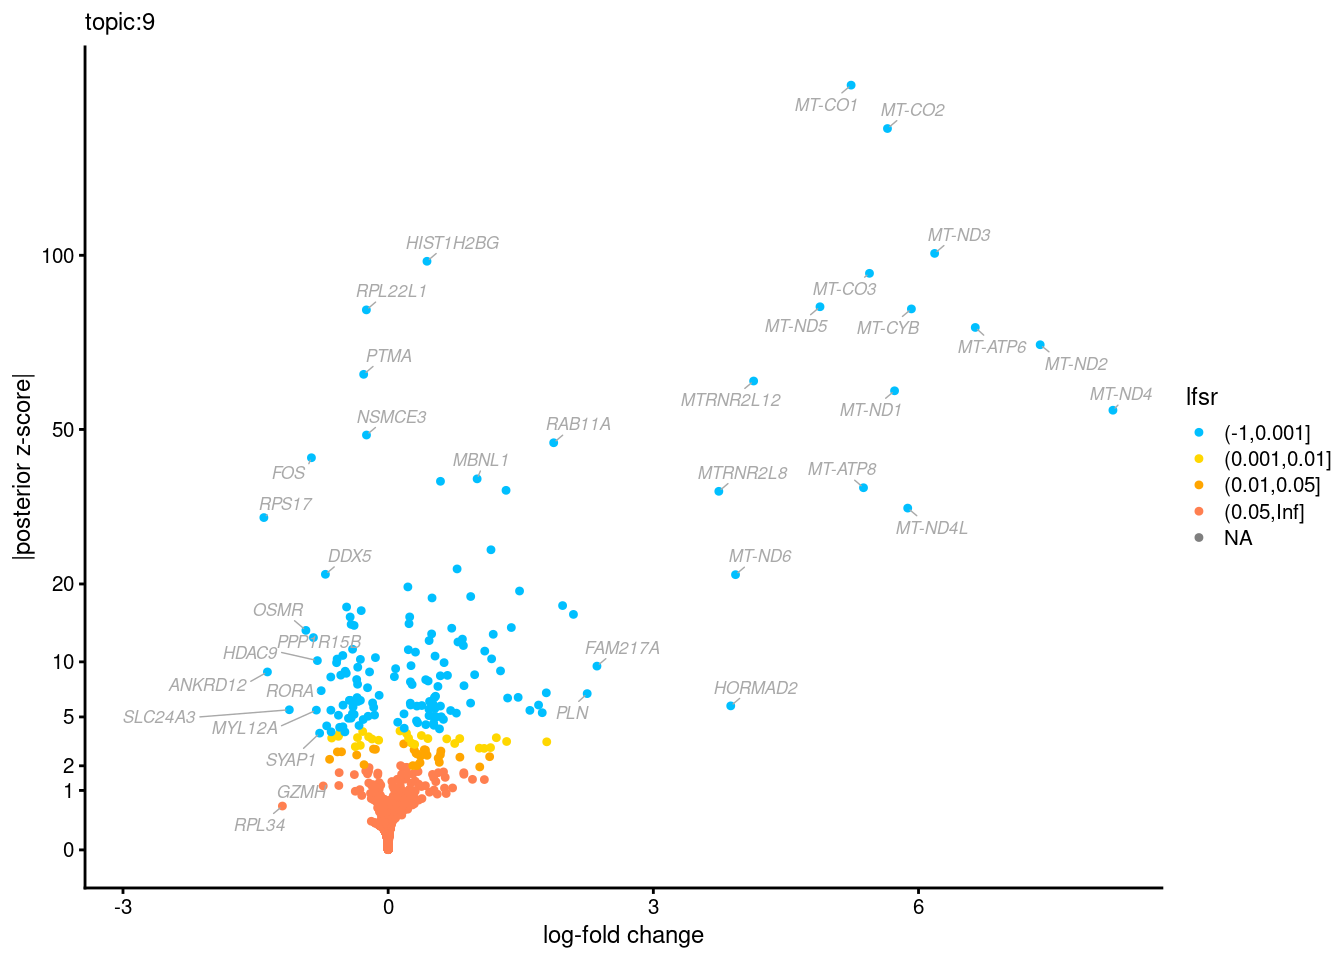 topic:9
MT-CO1
MT-CO2
HIST1H2BG
MT-ND3
100
RPL22L1
MT-CO3
MT-ND5
MT-CYB
PTMA
MT-ATP6
MT-ND2
MTRNR2L12
MT-ND1
MT-ND4
NSMCE3
RAB11A
50
FOS
MBNL1
MTRNR2L8
MT-ATP8
RPS17
MT-ND4L
DDX5
MT-ND6
20
OSMR
PPP1R15B
HDAC9
FAM217A
10
ANKRD12
RORA
HORMAD2
SLC24A3
MYL12A
PLN
5
SYAP1
2
GZMH
1
RPL34
0
-3
0
3
6
log-fold change
|posterior z-score|
lfsr
(-1,0.001]
(0.001,0.01]
(0.01,0.05]
(0.05,Inf]
NA